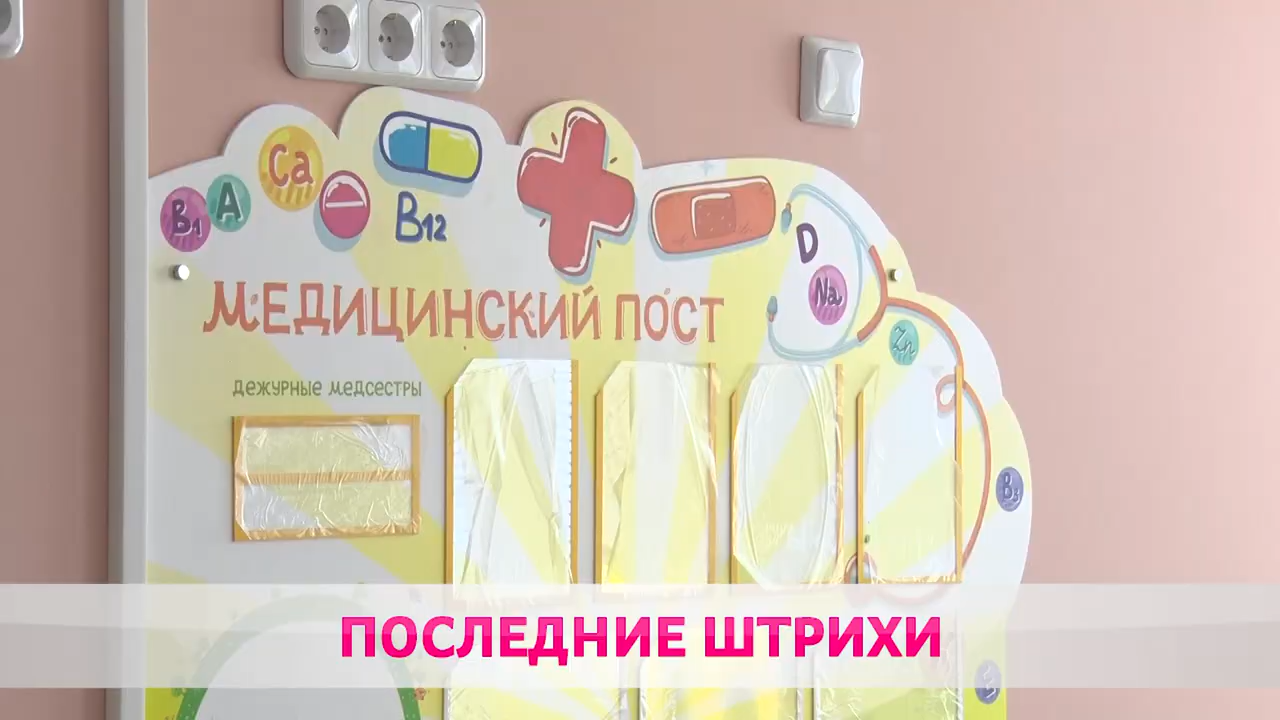 Ca
B1 A
B12
D
Na
МЕДИЦИНСКИЙ ПОСТ
Zn
ДЕЖУРНЫЕ МЕДСЕСТРЫ
B3
ПОСЛЕДНИЕ ШТРИХИ